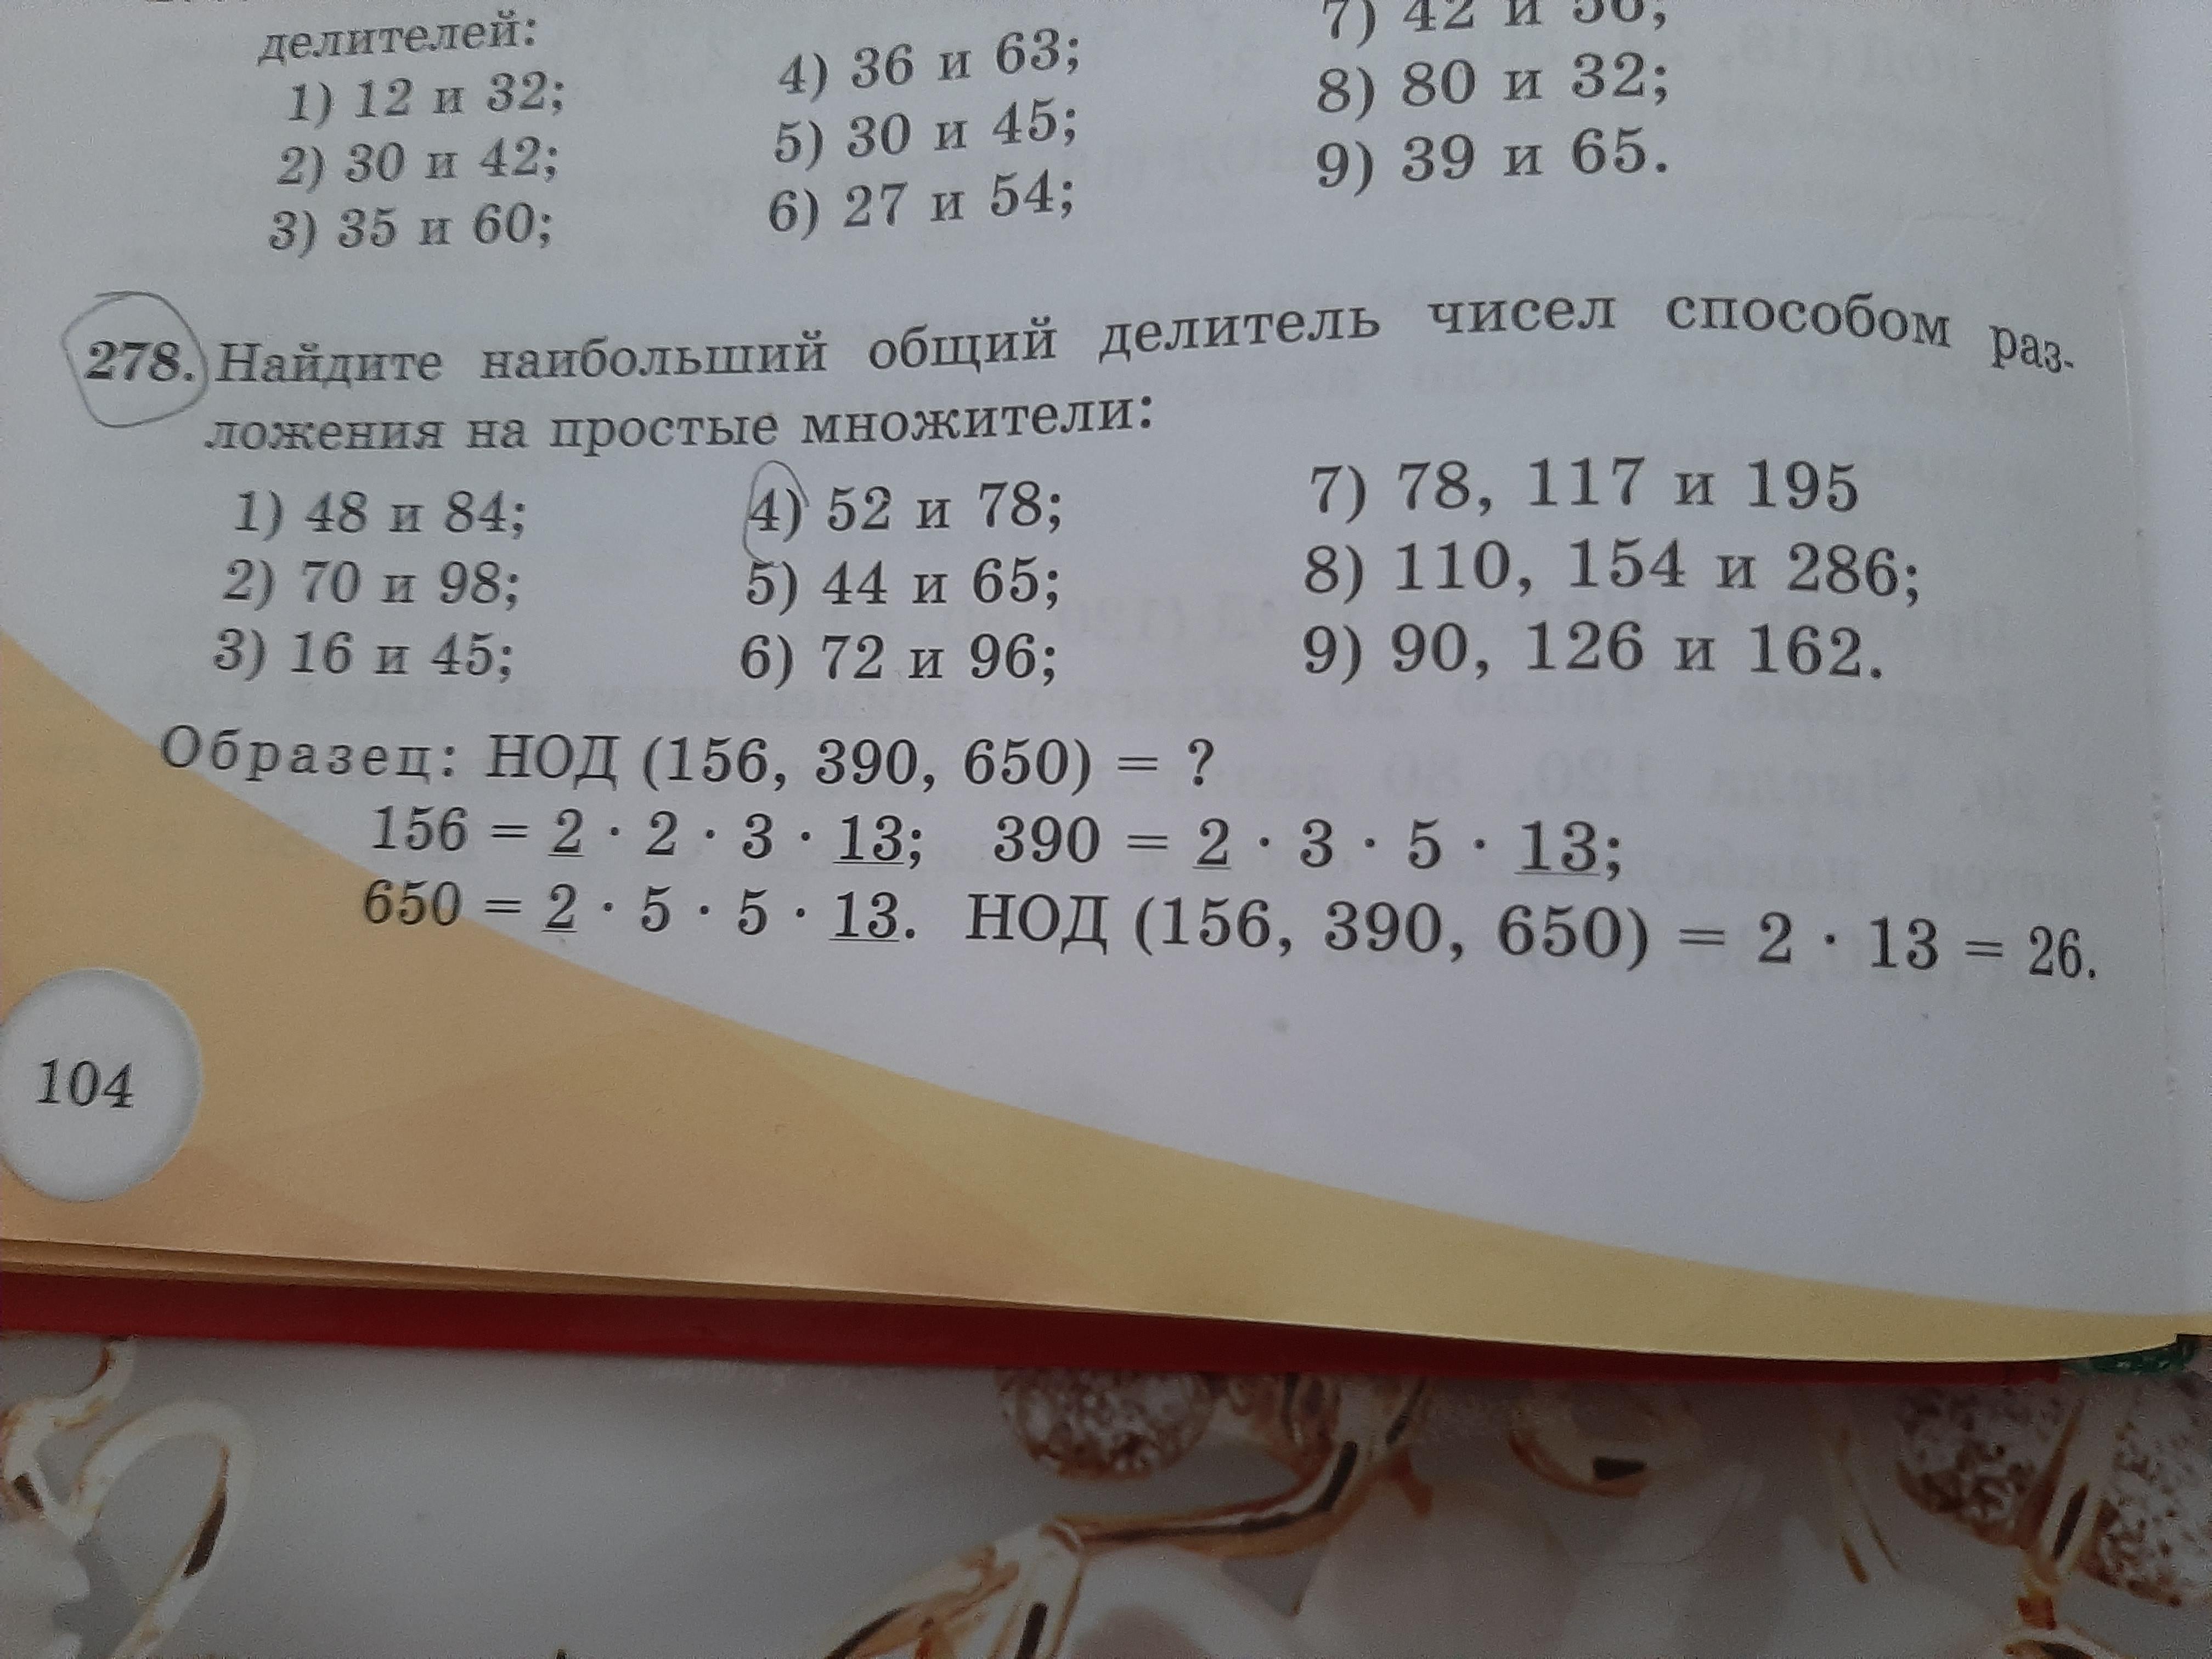 делителей:
1) 12 и 32;
2) 30 и 42;
3) 35 и 60;
4) 36 и 63;
5) 30 и 45;
6) 27 и 54;
7) 42 и 56;
8) 80 и 32;
9) 39 и 65.
278. Найдите наибольший общий делитель чисел способом раз-
ложения на простые множители:
1) 48 и 84;
2) 70 и 98;
3) 16 и 45;
4) 52 и 78;
5) 44 и 65;
6) 72 и 96;
7) 78, 117 и 195
8) 110, 154 и 286;
9) 90, 126 и 162.
Образец: НОД (156, 390, 650) = ?
156 = 2 · 2 · 3 · 13; 390 = 2 · 3 · 5 · 13;
650 = 2 · 5 · 5 · 13. НОД (156, 390, 650) = 2 · 13 = 26.
104